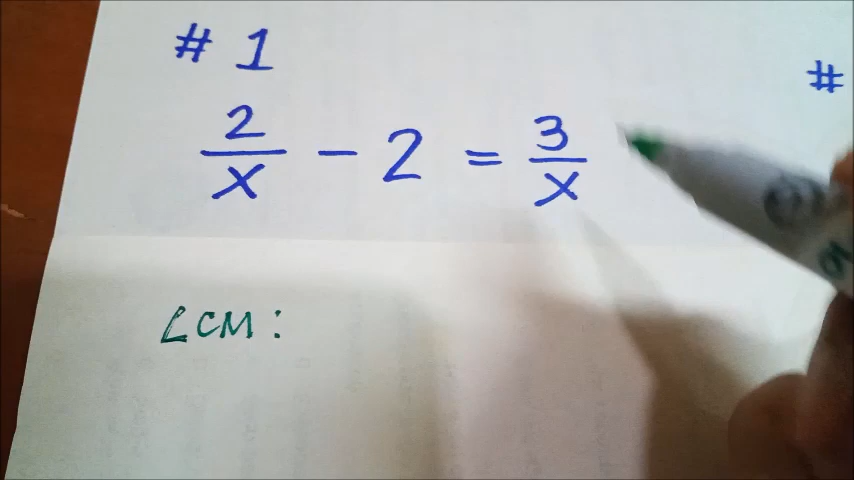 # 1
#
2/x - 2 = 3/x
LCM: